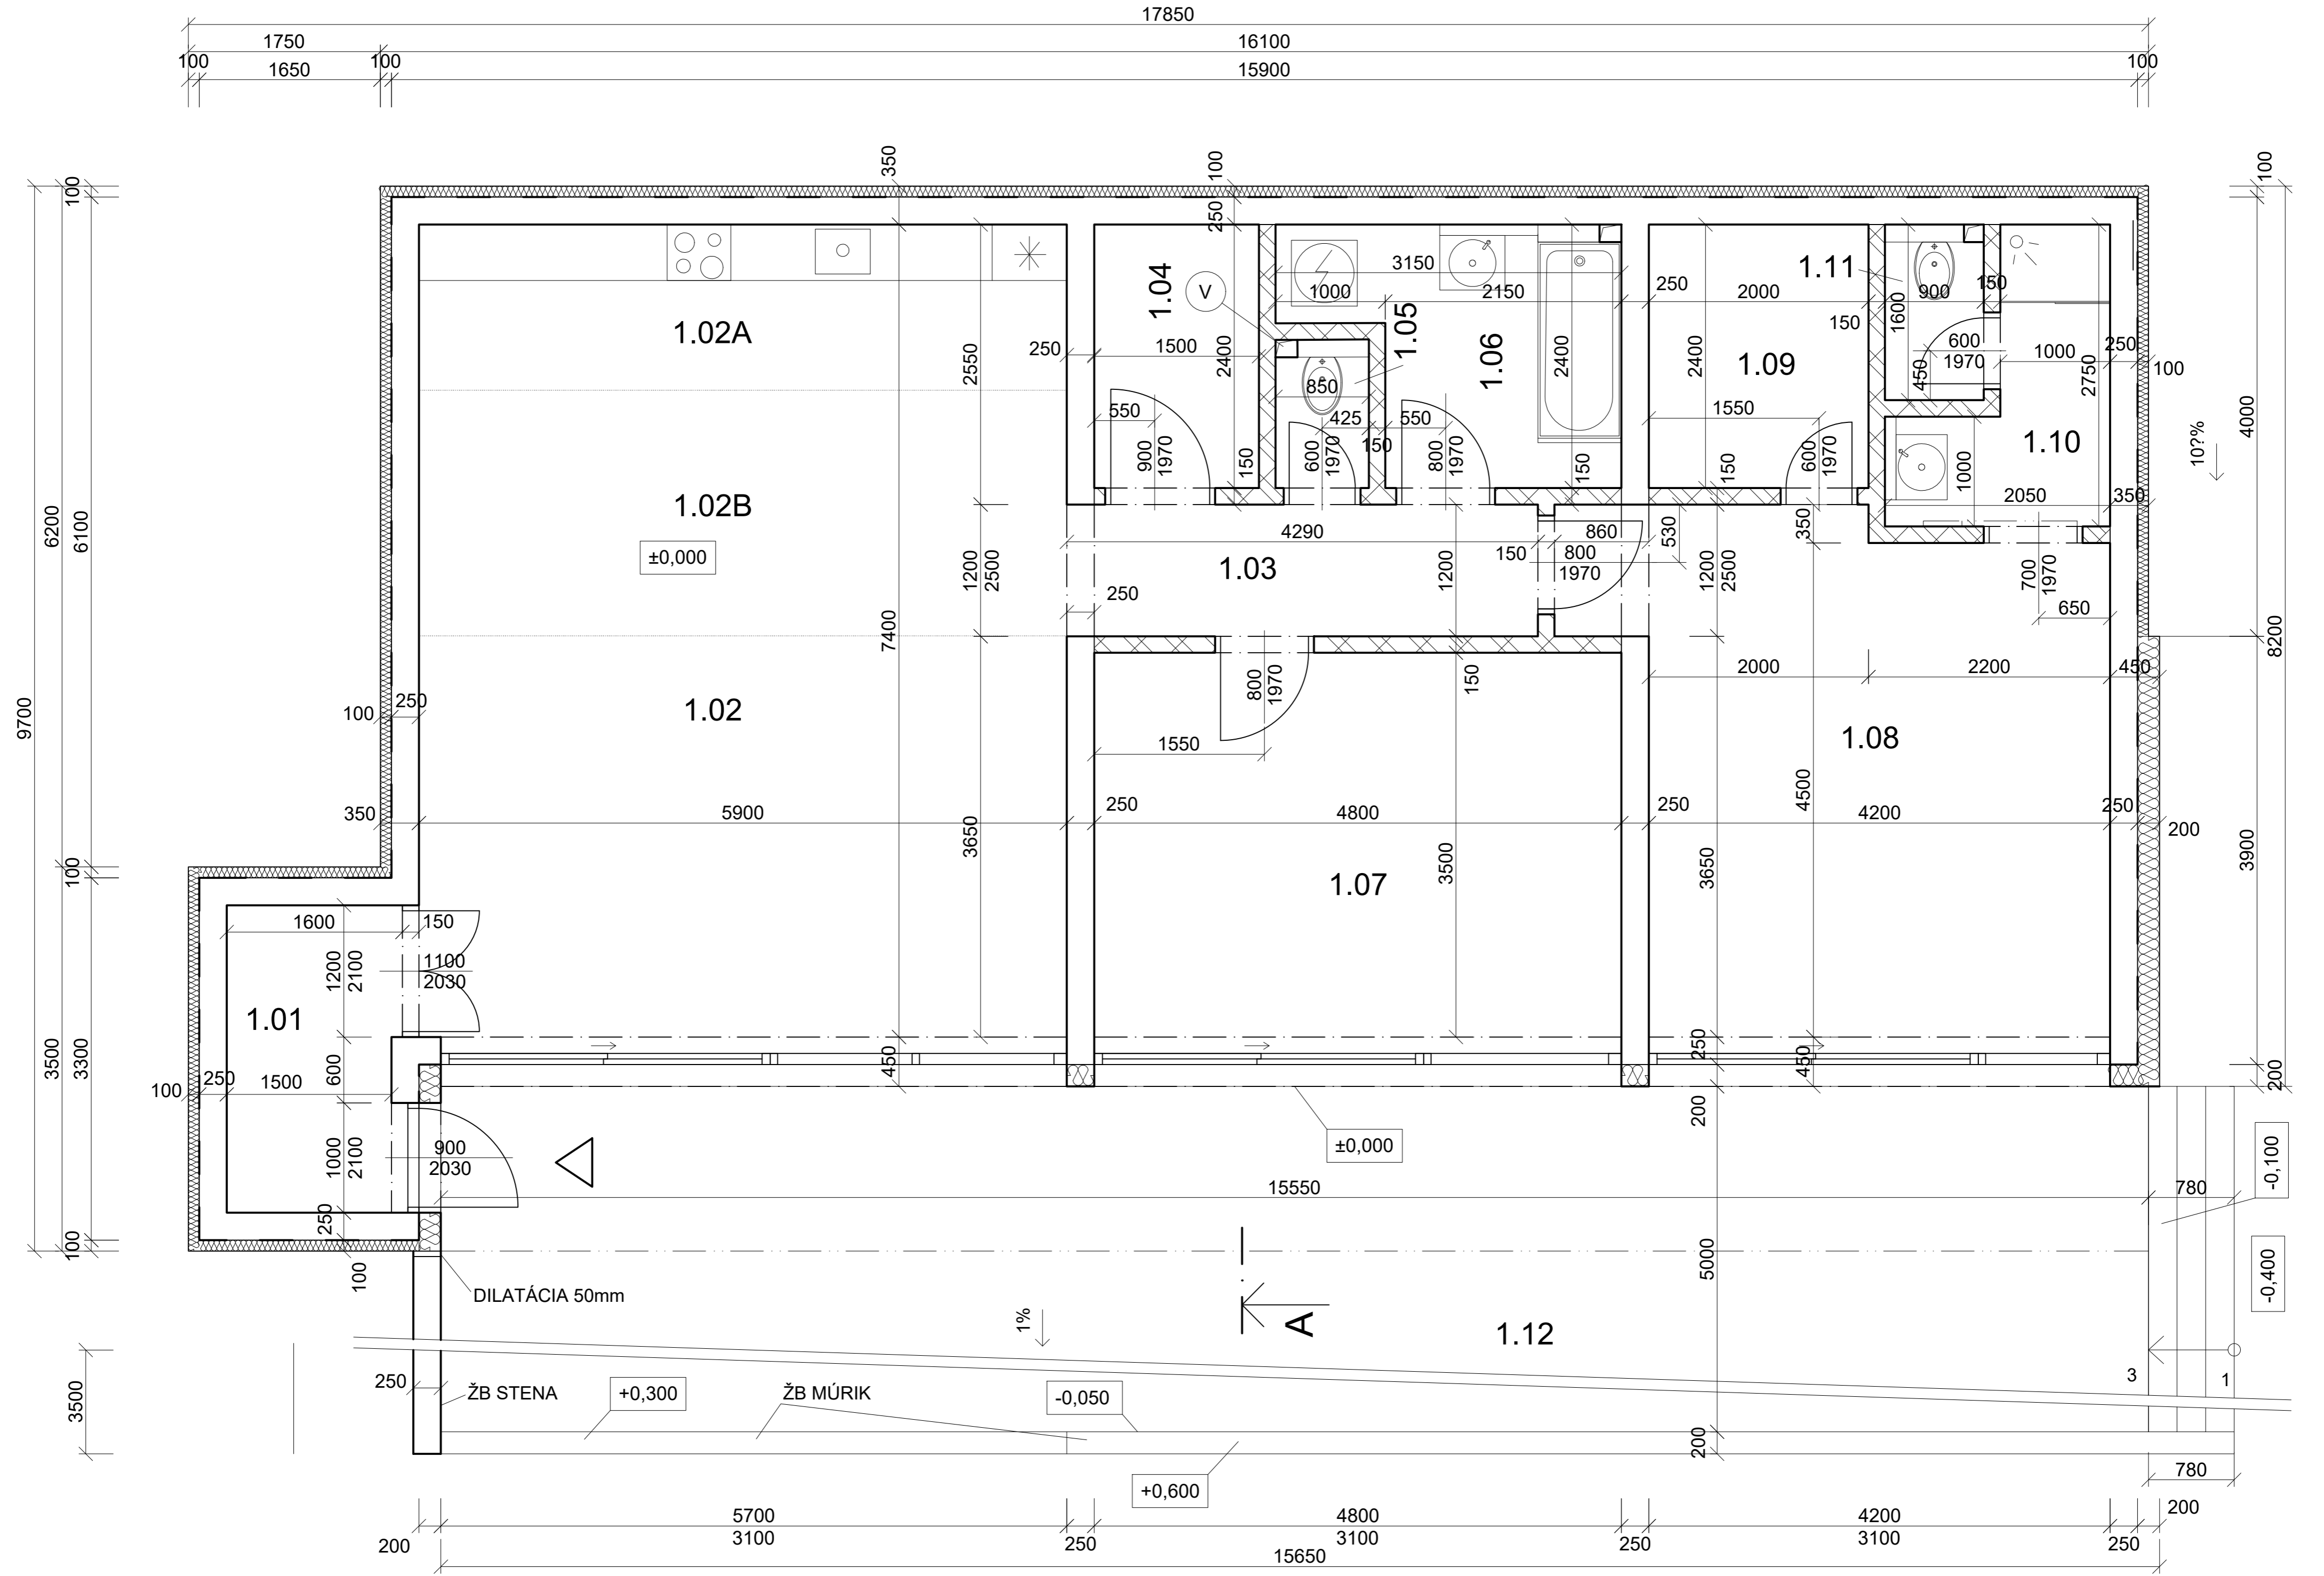 17850
1750 16100
100 1650 100 15900 100
350 100 100
100 250
1.04 V 3150 1.11
1000 2150 250 2000 900 150
1.02A 1.05 1600
250 1500 2400 1.06 2400 2400 1.09 150 600 1970 1000 250 100
2550 850 450 2750
550 425 550 150 1550 4000
900 1970 150 600 1970 800 1970 150 150 600 1970 1.10 10?%
1.02B 1000 2050 350
6200 6100 ±0,000 4290 860 530 350
1200 2500 1.03 1200 150 800 1970 1200 2500 700 1970
250 650
7400 8200
800 1970 150 2000 2200 450
9700 100 250 1.02 1.08
1550
350 5900 250 4800 250 4200 250 200
3650 3500 3650 4500 3900
100 1.07
1600 150
1200 2100 1100 2030
1.01
3500 3300 600 450 250 450
100 250 1500 200 200
1000 2100 900 2030 ±0,000 -0,100
15550 780
250
100 100 5000 -0,400
DILATÁCIA 50mm
1% A 1.12
3500 250 ŽB STENA +0,300 ŽB MÚRIK -0,050 3 1
200
+0,600 780
5700 4800 4200 200
200 3100 250 3100 250 3100 250
15650